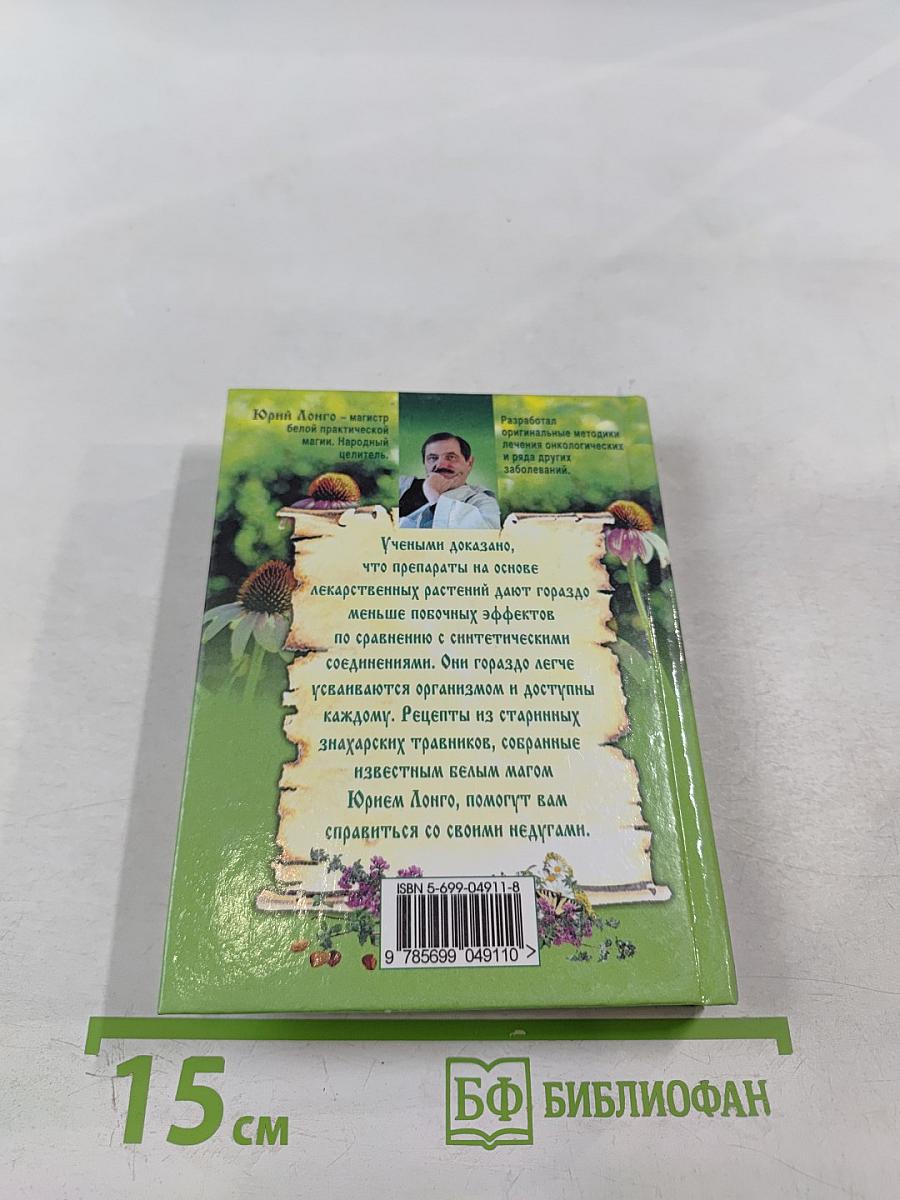 Юрий Лонго – магистр
белой практической
магии. Народный
целитель.
Разработал
оригинальные методики
лечения онкологических
и ряда других
заболеваний.
Учеными доказано,
что препараты на основе
лекарственных растений дают гораздо
меньше побочных эффектов
по сравнению с синтетическими
соединениями. Они гораздо легче
усваиваются организмом и доступны
каждому. Рецепты из старинных
знахарских травников, собранные
известным белым магом
Юрием Лонго, помогут вам
справиться со своими недугами.
ISBN 5-699-04911-8
9 785699 049110 >
15 см
БФ БИБЛИОФАН